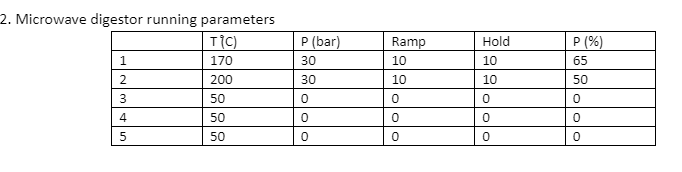 2. Microwave digestor running parameters
T °C) P (bar) Ramp Hold P (%)
1 170 30 10 10 65
2 200 30 10 10 50
3 50 0 0 0 0
4 50 0 0 0 0
5 50 0 0 0 0